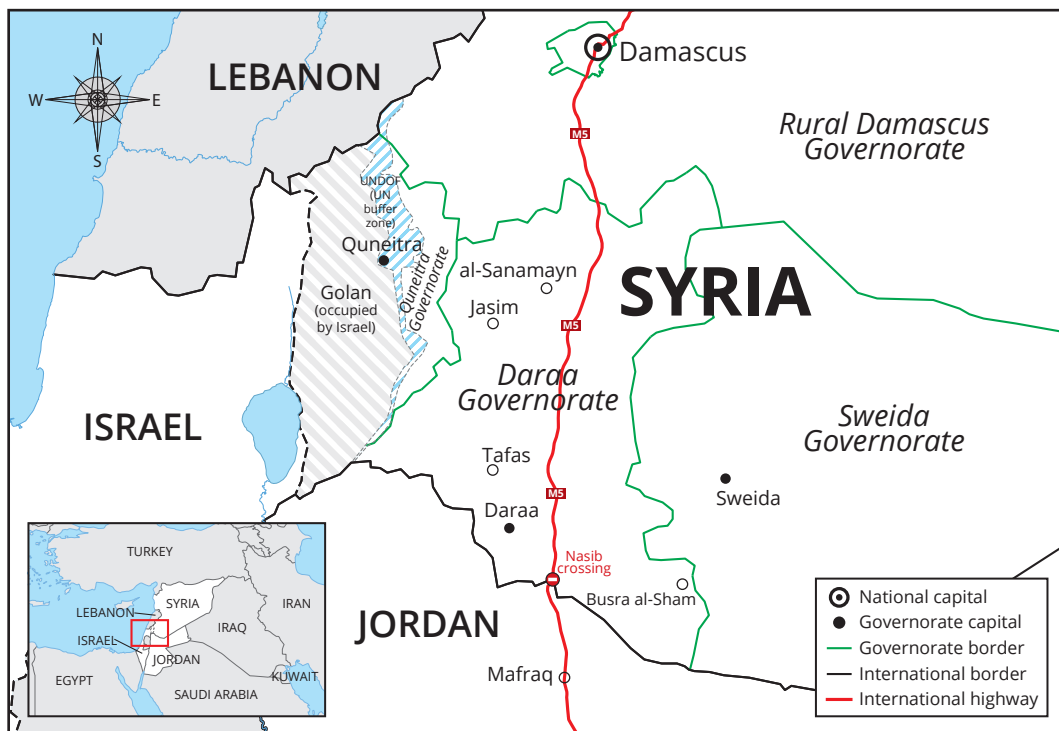 N
W
E
S
LEBANON
Damascus
M5
Rural Damascus
Governorate
UNDOF
(UN
buffer
zone)
Quneitra
Quneitra
Governorate
Golan
(occupied
by Israel)
al-Sanamayn
Jasim
SYRIA
M5
Daraa
Governorate
ISRAEL
Sweida
Governorate
Tafas
Sweida
M5
Daraa
Nasib
crossing
Busra al-Sham
JORDAN
Mafraq
TURKEY
LEBANON
SYRIA
IRAN
IRAQ
ISRAEL
JORDAN
EGYPT
KUWAIT
SAUDI ARABIA
National capital
Governorate capital
Governorate border
International border
International highway